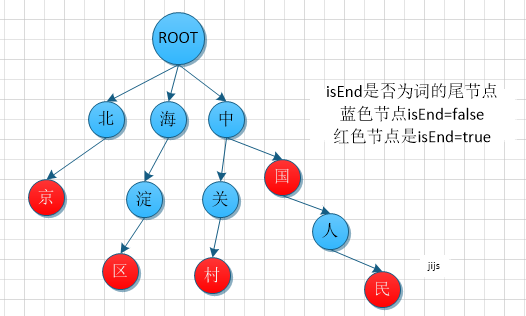 ROOT
isEnd是否为词的尾节点
蓝色节点isEnd=false
红色节点是isEnd=true
北
海
中
京
淀
关
国
区
村
人
民
jijs